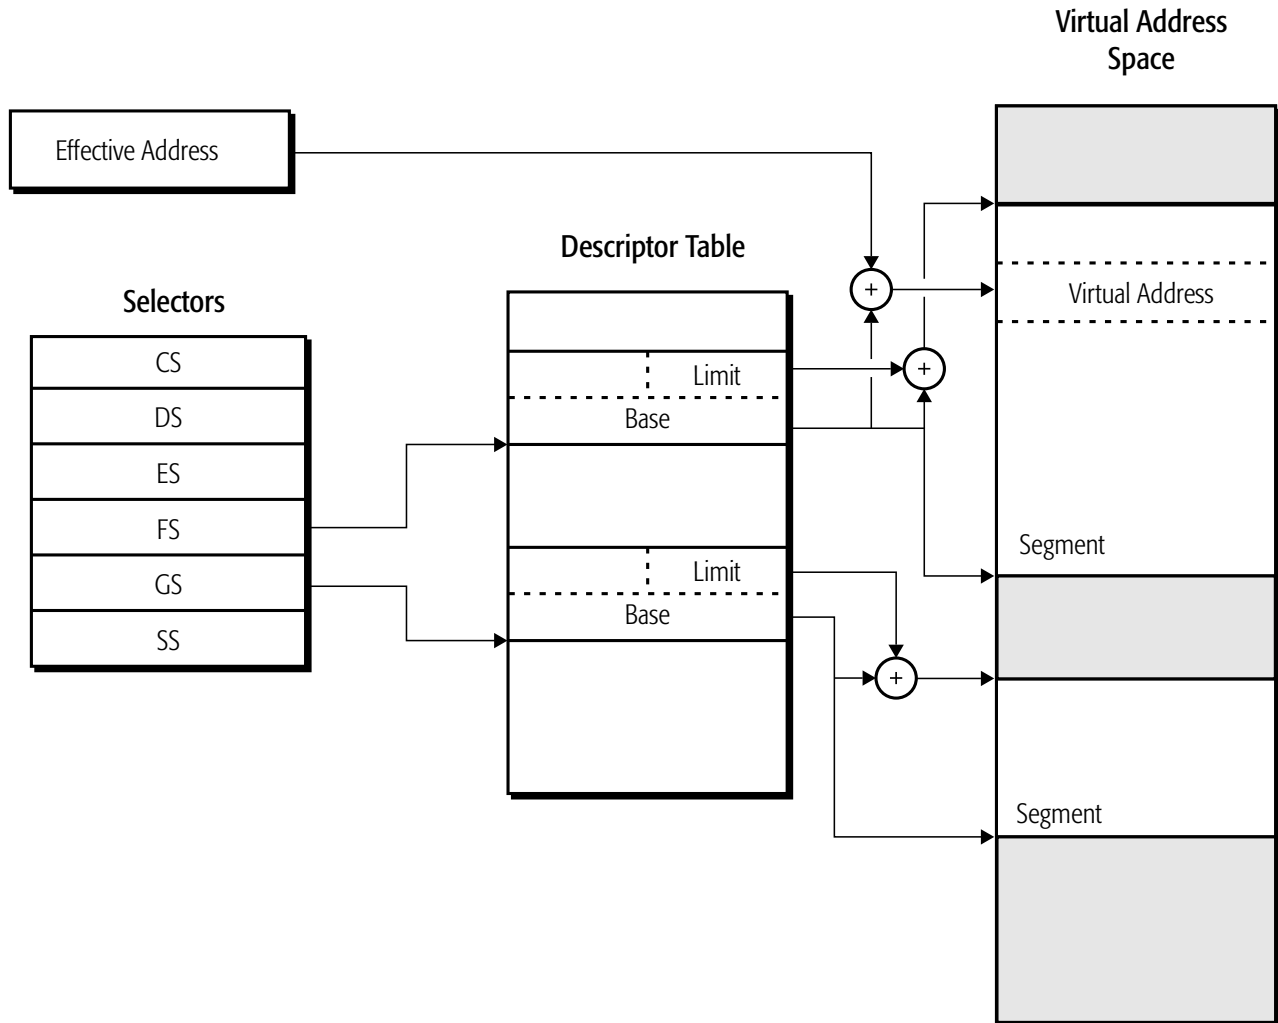 Virtual Address
Space
Effective Address
Descriptor Table
Selectors
+
Virtual Address
CS
DS
ES
FS
GS
SS
Limit
Base
+
Segment
Limit
Base
+
Segment